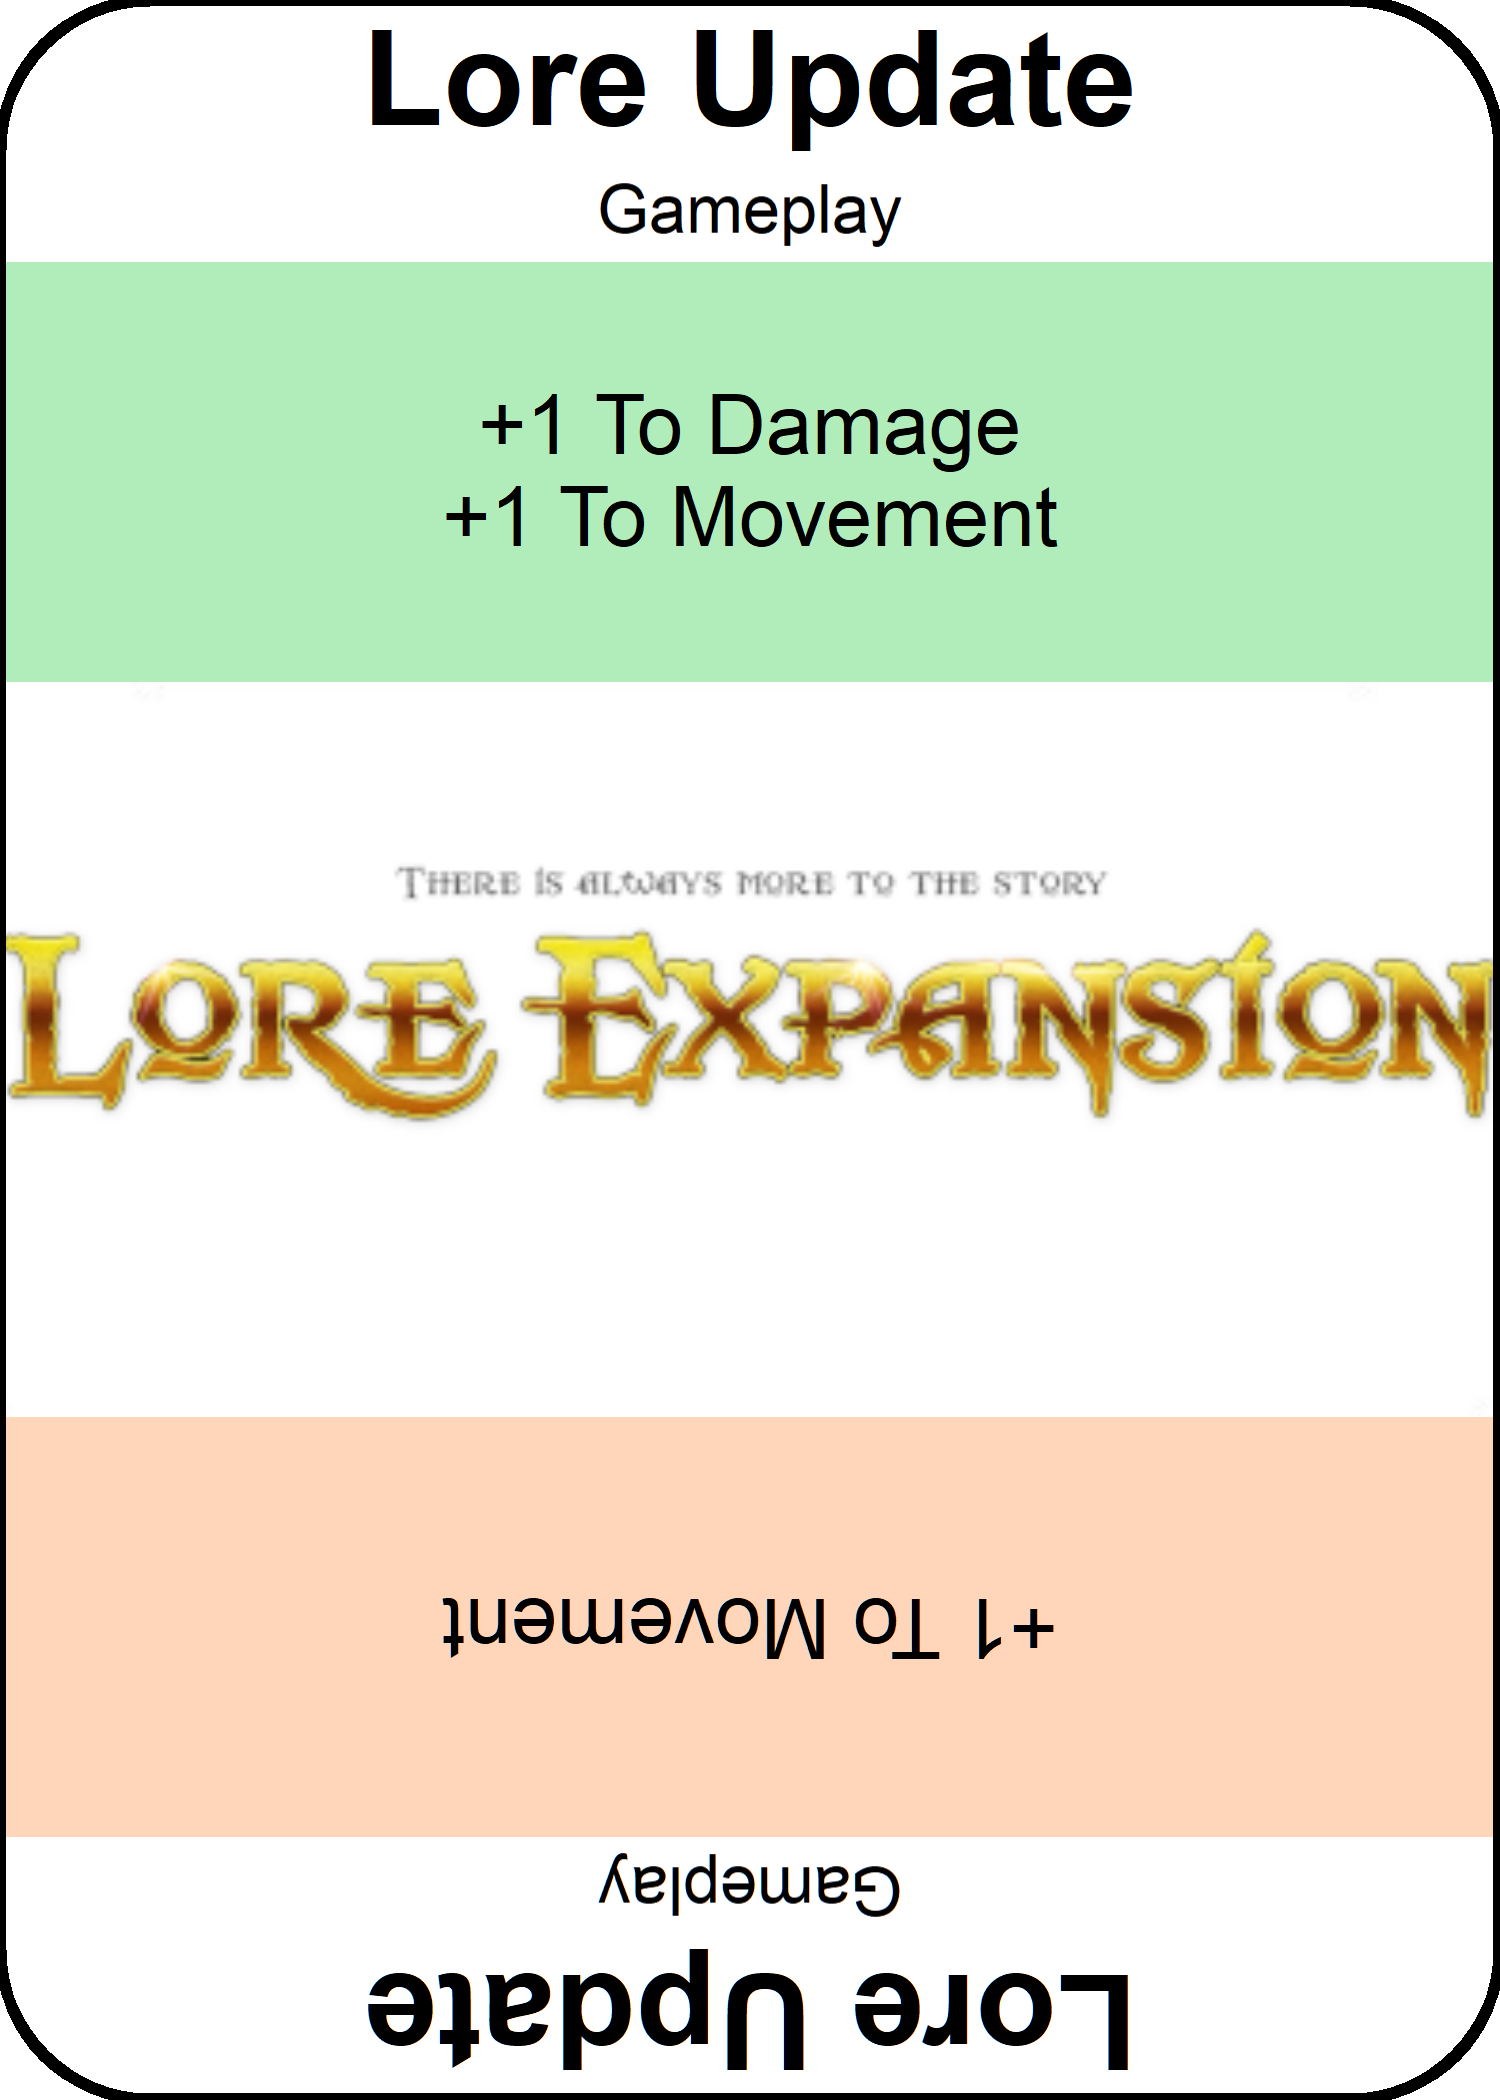 Lore Update
Gameplay
+1 To Damage
+1 To Movement
There is always more to the story
Lore Expansion
+1 To Movement
Gameplay
Lore Update